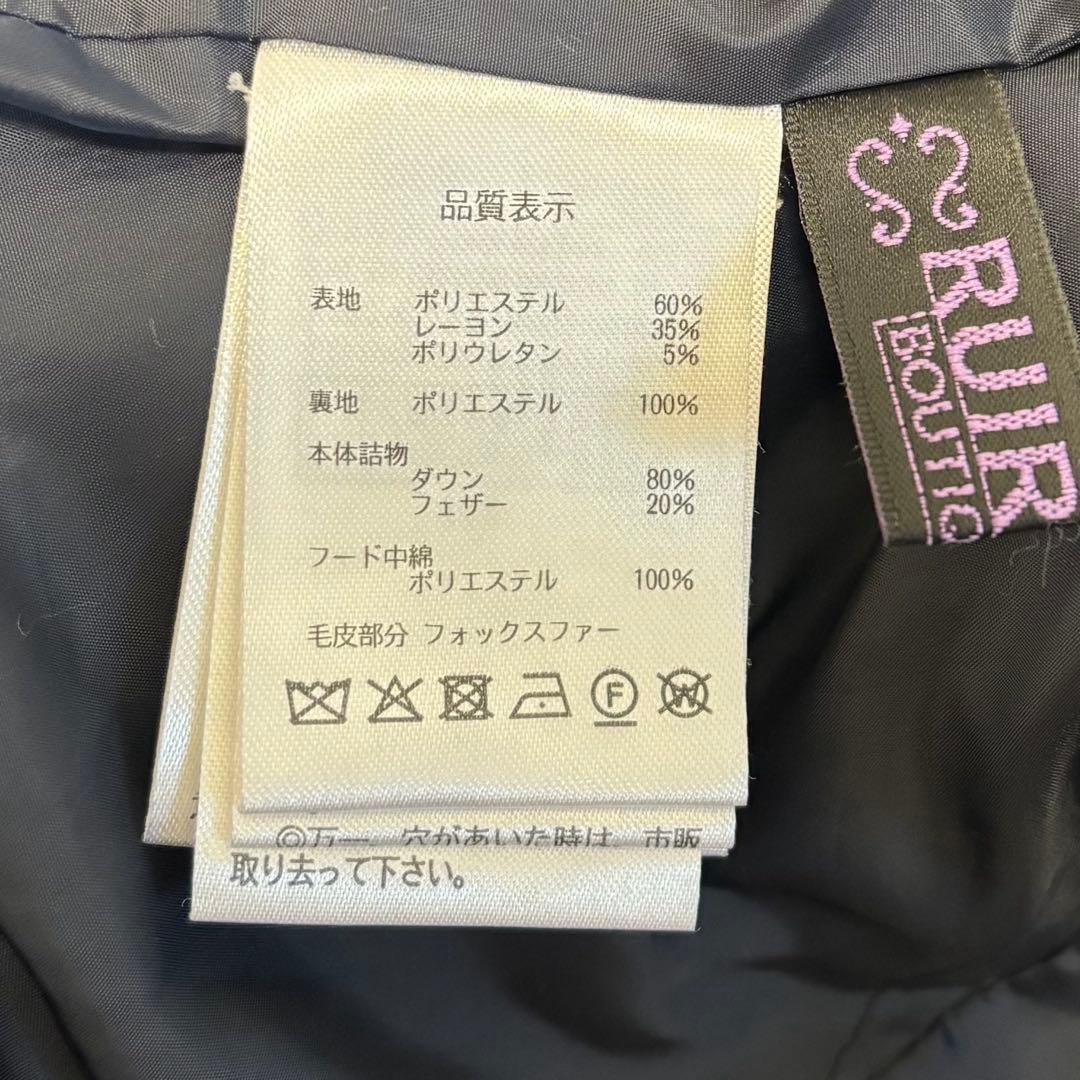 品質表示
表地 ポリエステル 60%
レーヨン 35%
ポリウレタン 5%
裏地 ポリエステル 100%
本体詰物
ダウン 80%
フェザー 20%
フード中綿
ポリエステル 100%
毛皮部分 フォックスファー
F W
◎万一、穴があいた時は、市販
取り去って下さい。
RUIR
BOUTIQ